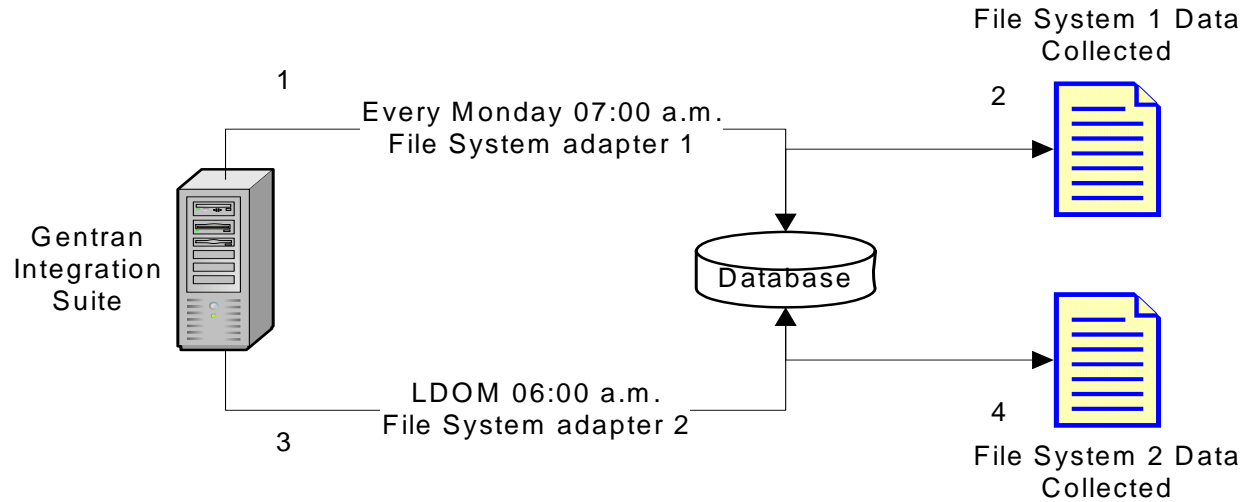 File System 1 Data
Collected
1
2
Every Monday 07:00 a.m.
File System adapter 1
Gentran
Integration
Suite
Database
LDOM 06:00 a.m.
File System adapter 2
3
4
File System 2 Data
Collected